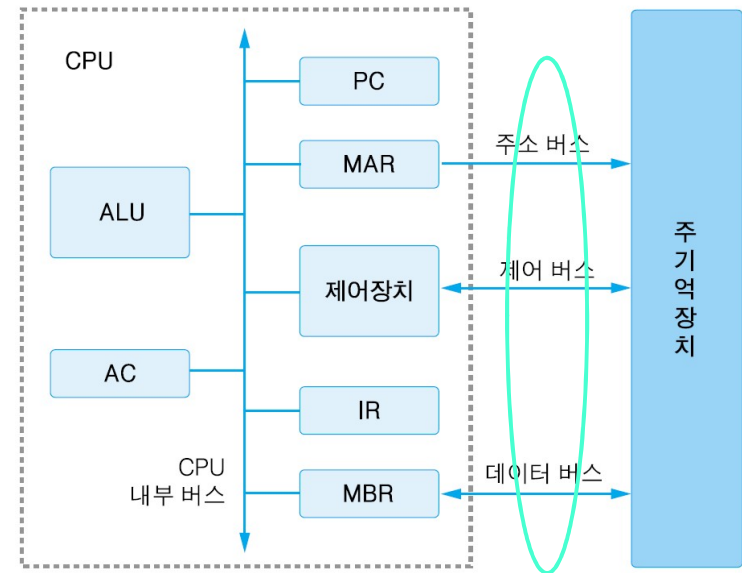 CPU
PC
주소 버스
MAR
ALU
제어 버스
제어장치
주기억장치
AC
IR
CPU
내부 버스
데이터 버스
MBR